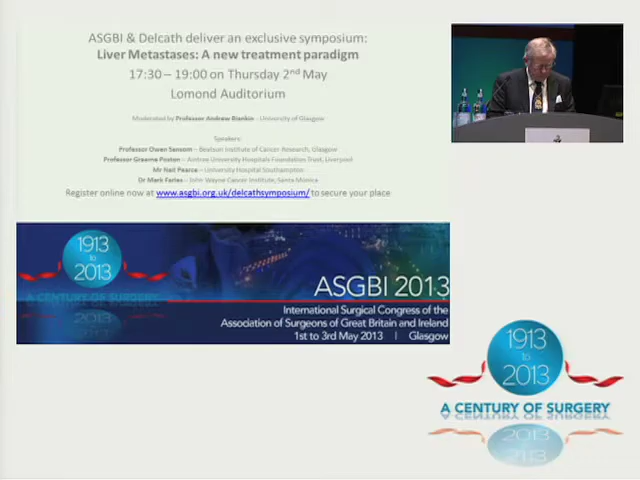 ASGBI & Delcath deliver an exclusive symposium:
Liver Metastases: A new treatment paradigm
17:30 – 19:00 on Thursday 2nd May
Lomond Auditorium
Moderated by Professor Andrew Biankin - University of Glasgow
Speakers:
Professor Owen Sansom – Beatson Institute of Cancer Research, Glasgow
Professor Graeme Poston – Aintree University Hospitals Foundation Trust, Liverpool
Mr Neil Pearce – University Hospital Southampton
Dr Mark Faries – John Wayne Cancer Institute, Santa Monica
Register online now at www.asgbi.org.uk/delcathsymposium/ to secure your place
1913
to
2013
A CENTURY OF SURGERY
ASGBI 2013
International Surgical Congress of the
Association of Surgeons of Great Britain and Ireland
1st to 3rd May 2013 | Glasgow
1913
to
2013
A CENTURY OF SURGERY